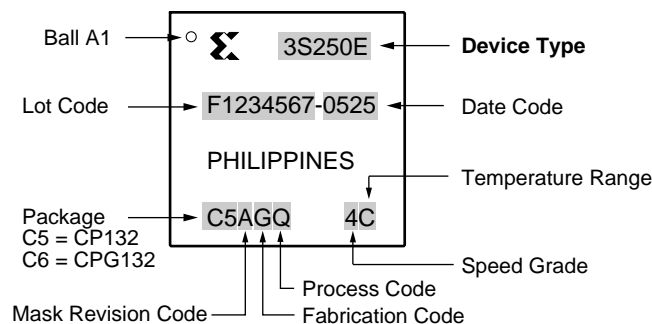 Ball A1
3S250E
Device Type
Lot Code
F1234567-0525
Date Code
PHILIPPINES
Temperature Range
Package
C5 = CP132
C6 = CPG132
C5AGQ
4C
Speed Grade
Process Code
Mask Revision Code
Fabrication Code